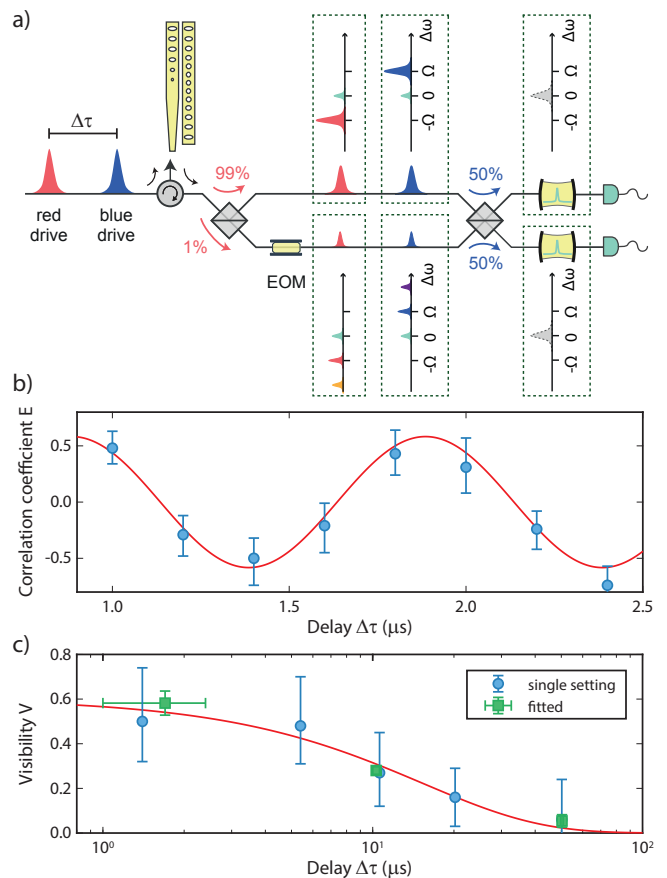 a)
Δτ
red drive
blue drive
99%
1%
EOM
Δω
Ω
0
-Ω
Δω
Ω
0
-Ω
50%
50%
Δω
Ω
0
-Ω
Δω
Ω
0
-Ω
Δω
Ω
0
-Ω
b)
Correlation coefficient E
0.5
0.0
-0.5
1.0 1.5 2.0 2.5
Delay Δτ (μs)
c)
Visibility V
0.8
0.6
0.4
0.2
0.0
single setting
fitted
10⁰ 10¹ 10²
Delay Δτ (μs)